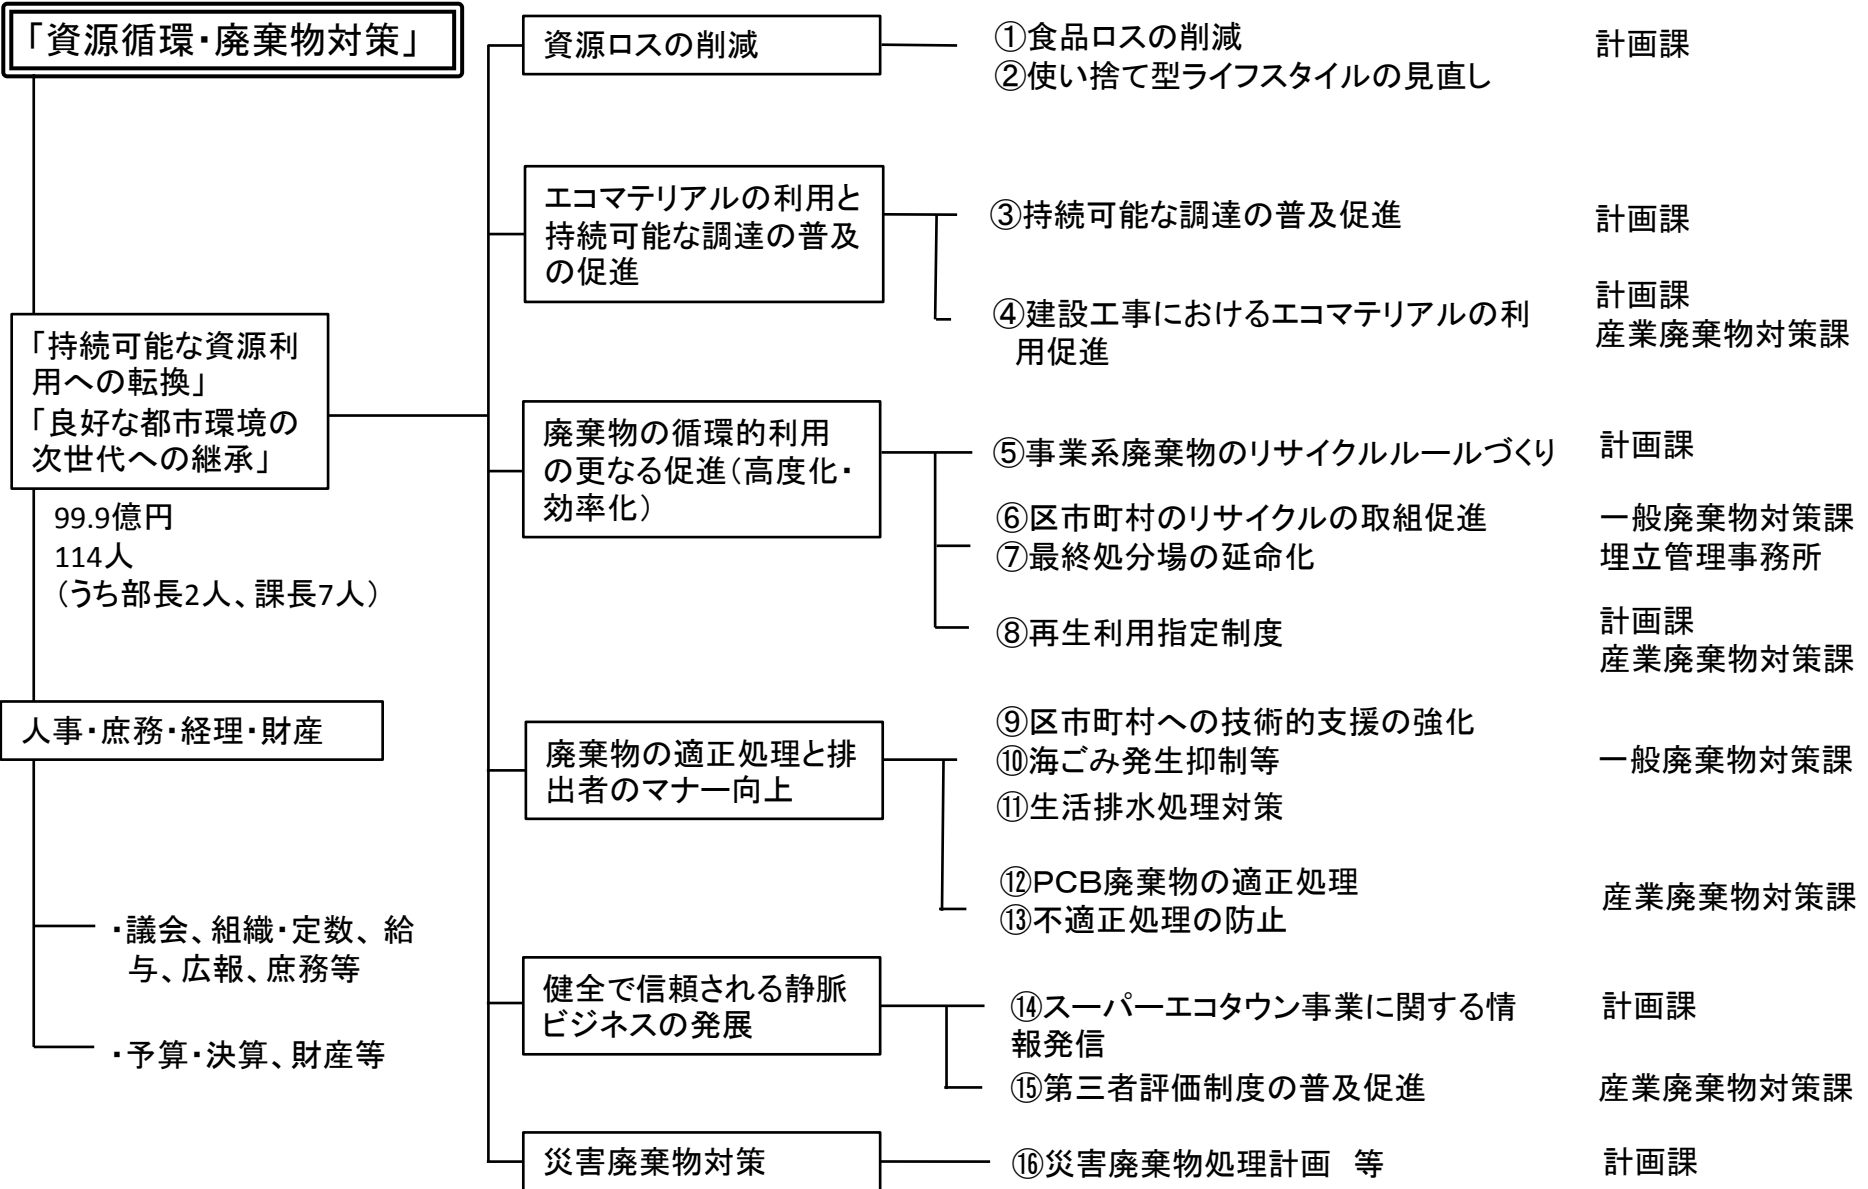 「資源循環・廃棄物対策」
「持続可能な資源利
用への転換」
「良好な都市環境の
次世代への継承」
99.9億円
114人
（うち部長2人、課長7人）
人事・庶務・経理・財産
・議会、組織・定数、給
与、広報、庶務等
・予算・決算、財産等
資源ロスの削減
①食品ロスの削減
②使い捨て型ライフスタイルの見直し
計画課
エコマテリアルの利用と
持続可能な調達の普及
の促進
③持続可能な調達の普及促進
計画課
④建設工事におけるエコマテリアルの利
用促進
計画課
産業廃棄物対策課
廃棄物の循環的利用
の更なる促進（高度化・
効率化）
⑤事業系廃棄物のリサイクルルールづくり
計画課
⑥区市町村のリサイクルの取組促進
一般廃棄物対策課
⑦最終処分場の延命化
埋立管理事務所
⑧再生利用指定制度
計画課
産業廃棄物対策課
廃棄物の適正処理と排
出者のマナー向上
⑨区市町村への技術的支援の強化
⑩海ごみ発生抑制等
⑪生活排水処理対策
一般廃棄物対策課
⑫ＰＣＢ廃棄物の適正処理
⑬不適正処理の防止
産業廃棄物対策課
健全で信頼される静脈
ビジネスの発展
⑭スーパーエコタウン事業に関する情
報発信
計画課
⑮第三者評価制度の普及促進
産業廃棄物対策課
災害廃棄物対策
⑯災害廃棄物処理計画　等
計画課